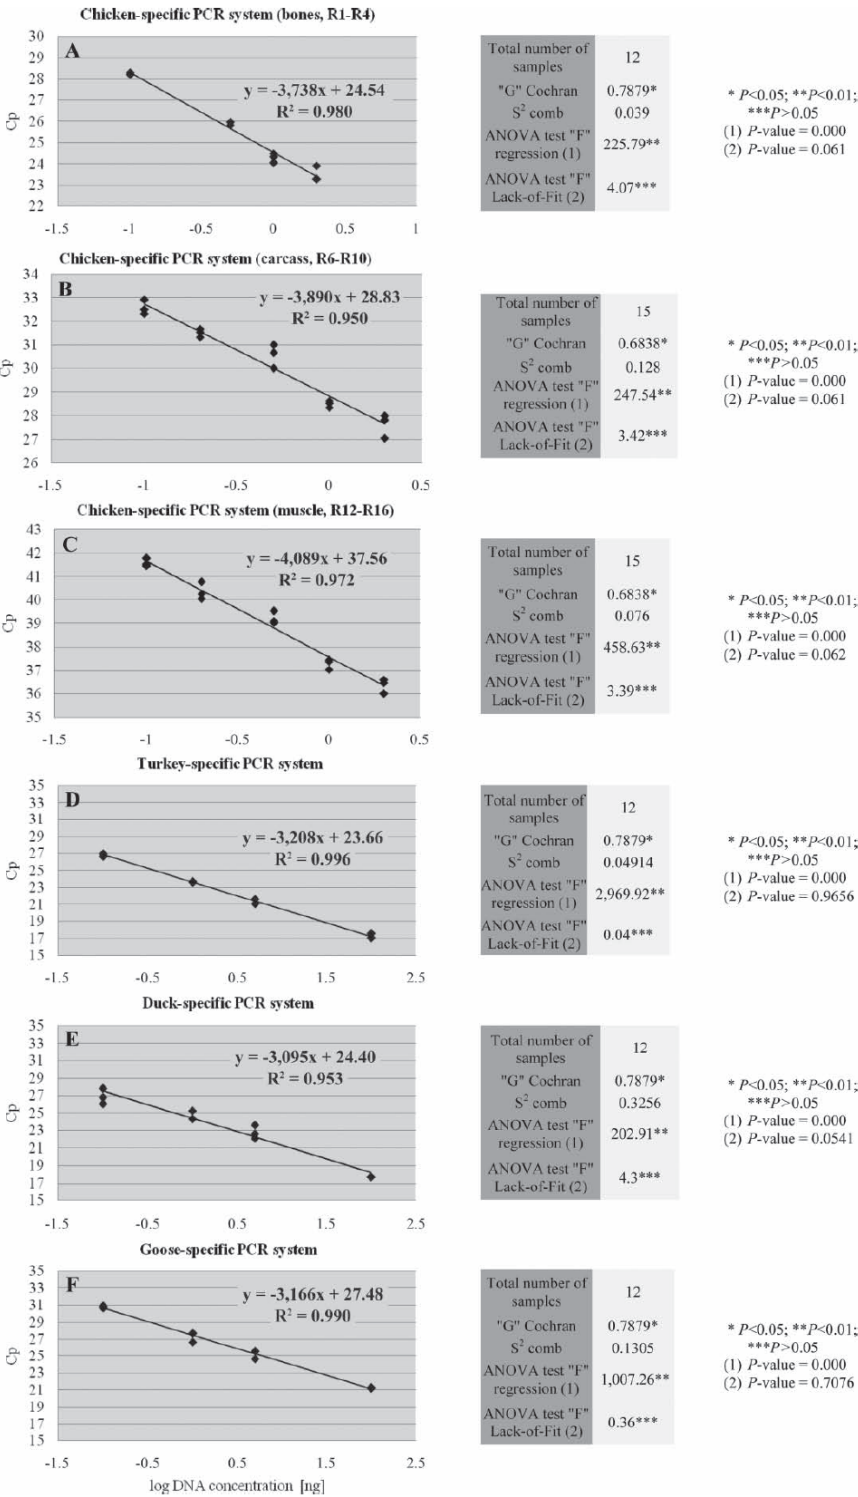 Chicken-specific PCR system (bones, R1-R4)
A
y = -3,738x + 24.54
R² = 0.980
30
29
28
27
26
25
24
23
22
Cp
-1.5 -1 -0.5 0 0.5 1
Total number of
samples
12
"G" Cochran 0.7879*
S² comb 0.039
ANOVA test "F"
regression (1)
225.79**
ANOVA test "F"
Lack-of-Fit (2)
4.07***
* P<0.05; **P<0.01;
***P>0.05
(1) P-value = 0.000
(2) P-value = 0.061
Chicken-specific PCR system (carcass, R6-R10)
B
y = -3,890x + 28.83
R² = 0.950
34
33
32
31
30
29
28
27
26
Cp
-1.5 -1 -0.5 0 0.5
Total number of
samples
15
"G" Cochran 0.6838*
S² comb 0.128
ANOVA test "F"
regression (1)
247.54**
ANOVA test "F"
Lack-of-Fit (2)
3.42***
* P<0.05; **P<0.01;
***P>0.05
(1) P-value = 0.000
(2) P-value = 0.061
Chicken-specific PCR system (muscle, R12-R16)
C
y = -4,089x + 37.56
R² = 0.972
43
42
41
40
39
38
37
36
35
Cp
-1.5 -1 -0.5 0 0.5
Total number of
samples
15
"G" Cochran 0.6838*
S² comb 0.076
ANOVA test "F"
regression (1)
458.63**
ANOVA test "F"
Lack-of-Fit (2)
3.39***
* P<0.05; **P<0.01;
***P>0.05
(1) P-value = 0.000
(2) P-value = 0.062
Turkey-specific PCR system
D
y = -3,208x + 23.66
R² = 0.996
35
33
31
29
27
25
23
21
19
17
15
Cp
-1.5 -0.5 0.5 1.5 2.5
Total number of
samples
12
"G" Cochran 0.7879*
S² comb 0.04914
ANOVA test "F"
regression (1)
2,969.92**
ANOVA test "F"
Lack-of-Fit (2)
0.04***
* P<0.05; **P<0.01;
***P>0.05
(1) P-value = 0.000
(2) P-value = 0.9656
Duck-specific PCR system
E
y = -3,095x + 24.40
R² = 0.953
35
33
31
29
27
25
23
21
19
17
15
Cp
-1.5 -0.5 0.5 1.5 2.5
Total number of
samples
12
"G" Cochran 0.7879*
S² comb 0.3256
ANOVA test "F"
regression (1)
202.91**
ANOVA test "F"
Lack-of-Fit (2)
4.3***
* P<0.05; **P<0.01;
***P>0.05
(1) P-value = 0.000
(2) P-value = 0.0541
Goose-specific PCR system
F
y = -3,166x + 27.48
R² = 0.990
35
33
31
29
27
25
23
21
19
17
15
Cp
-1.5 -0.5 0.5 1.5 2.5
log DNA concentration [ng]
Total number of
samples
12
"G" Cochran 0.7879*
S² comb 0.1305
ANOVA test "F"
regression (1)
1,007.26**
ANOVA test "F"
Lack-of-Fit (2)
0.36***
* P<0.05; **P<0.01;
***P>0.05
(1) P-value = 0.000
(2) P-value = 0.7076